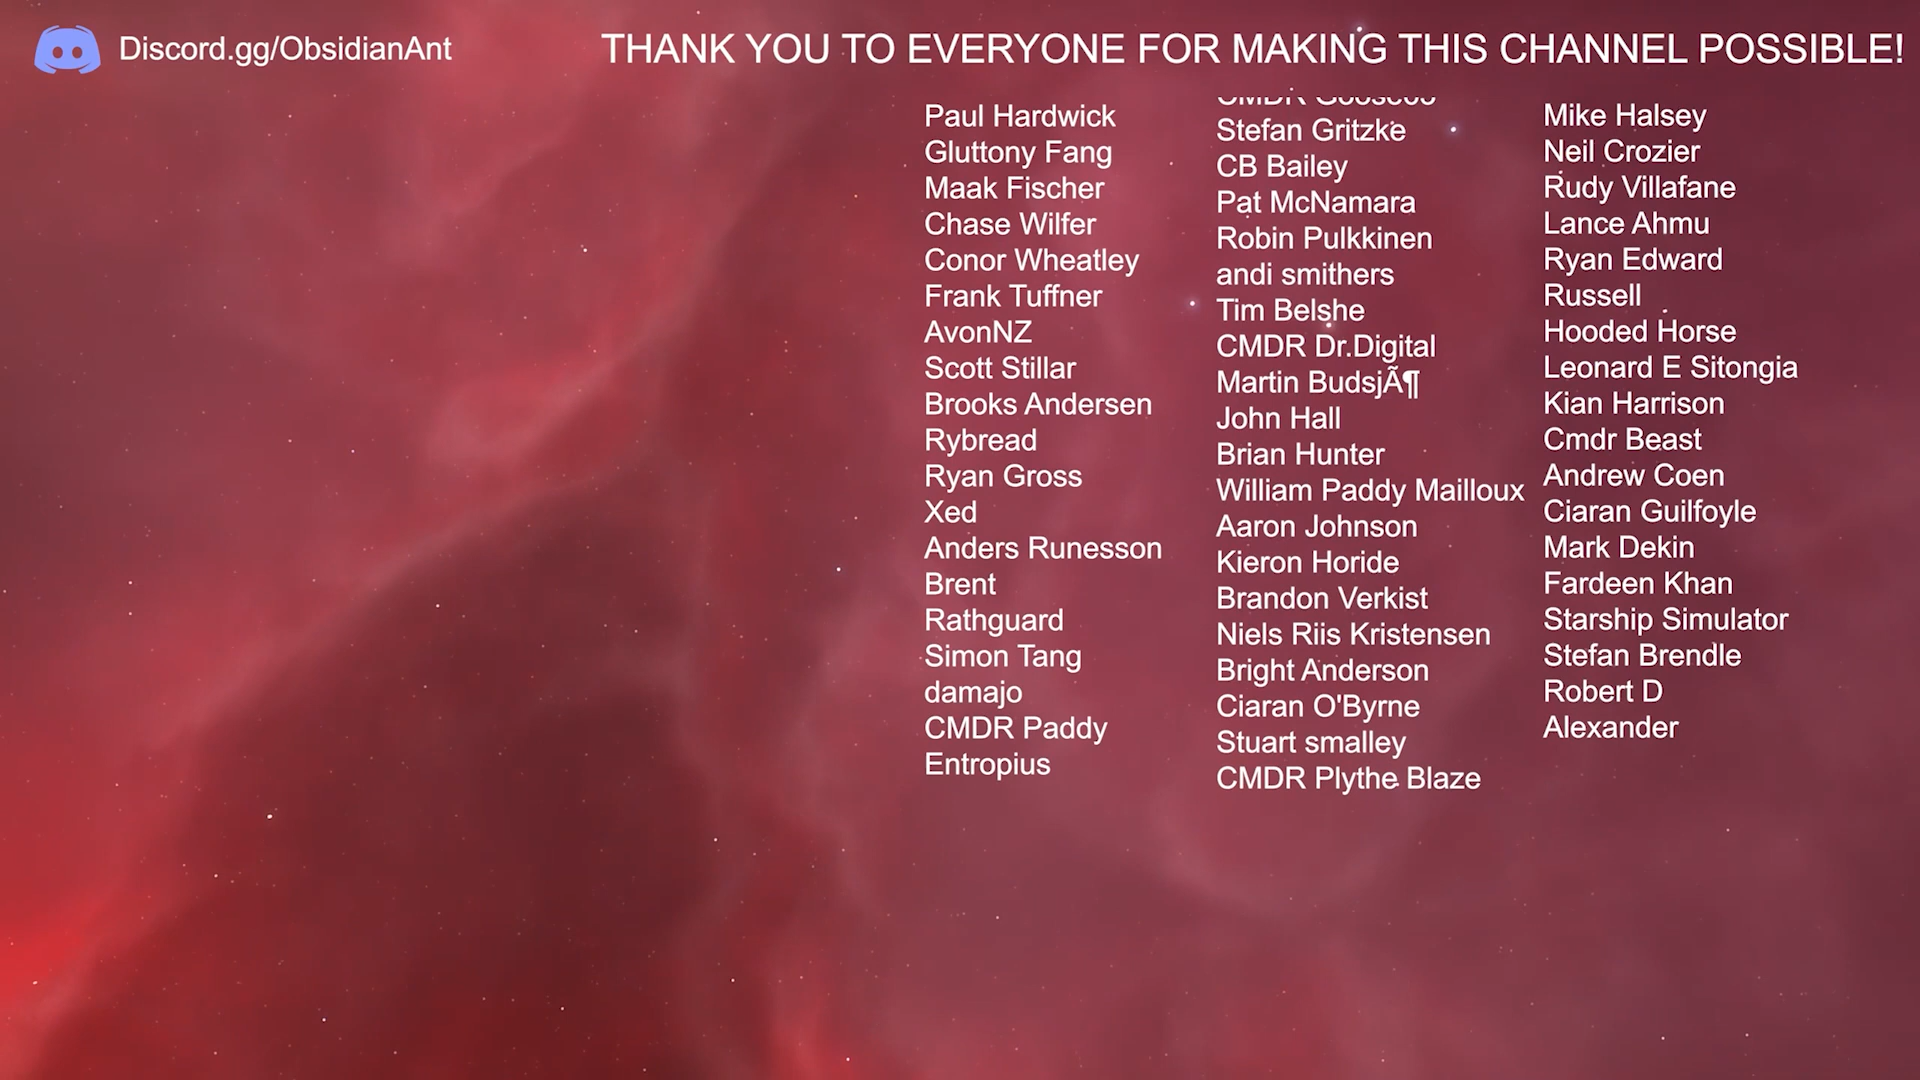 Discord.gg/ObsidianAnt
THANK YOU TO EVERYONE FOR MAKING THIS CHANNEL POSSIBLE!
Paul Hardwick
Gluttony Fang
Maak Fischer
Chase Wilfer
Conor Wheatley
Frank Tuffner
AvonNZ
Scott Stillar
Brooks Andersen
Rybread
Ryan Gross
Xed
Anders Runesson
Brent
Rathguard
Simon Tang
damajo
CMDR Paddy
Entropius
CMDR
Stefan Gritzke
CB Bailey
Pat McNamara
Robin Pulkkinen
andi smithers
Tim Belshe
CMDR Dr.Digital
Martin BudsjÃ¶
John Hall
Brian Hunter
William Paddy Mailloux
Aaron Johnson
Kieron Horide
Brandon Verkist
Niels Riis Kristensen
Bright Anderson
Ciaran O'Byrne
Stuart smalley
CMDR Plythe Blaze
Mike Halsey
Neil Crozier
Rudy Villafane
Lance Ahmu
Ryan Edward
Russell
Hooded Horse
Leonard E Sitongia
Kian Harrison
Cmdr Beast
Andrew Coen
Ciaran Guilfoyle
Mark Dekin
Fardeen Khan
Starship Simulator
Stefan Brendle
Robert D
Alexander